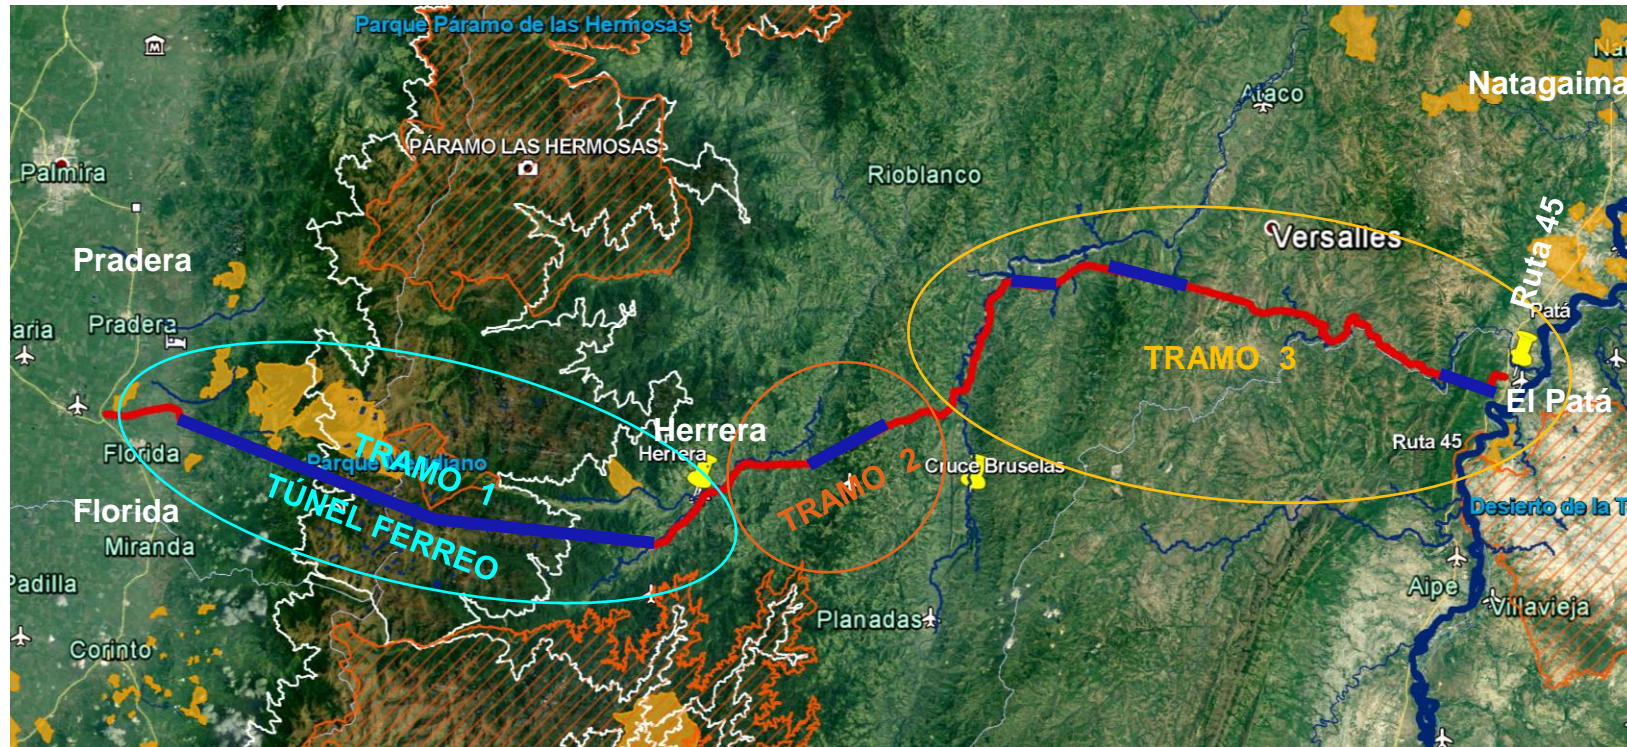 Parque Páramo de las Hermosas
Natagaima
Ataco
PÁRAMO LAS HERMOSAS
Palmira
Rioblanco
Ruta 45
Versalles
Pradera
Patá
Pradera
TRAMO 3
El Patá
Herrera
Herrera
Ruta 45
Florida
TRAMO 1
TRAMO 2
Cruce Bruselas
TÚNEL FERREO
Florida
Desierto de la T
Miranda
Padilla
Aipe
Villavieja
Planadas
Corinto